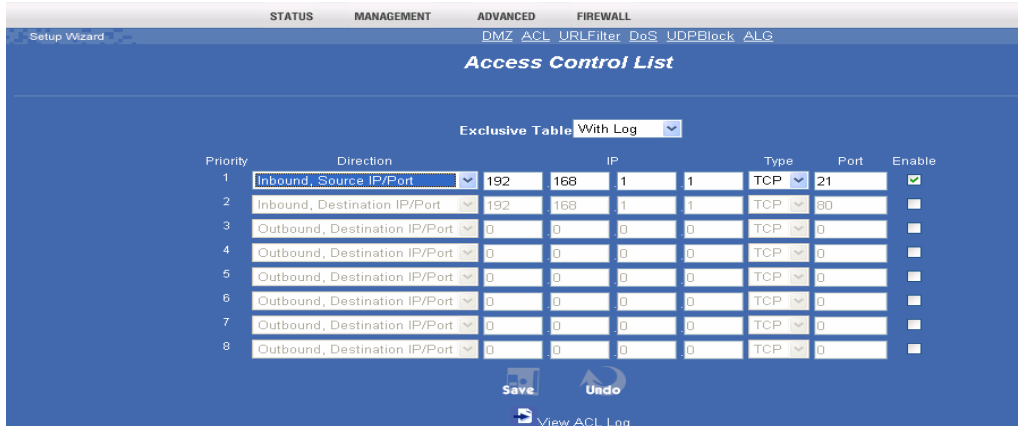 STATUS MANAGEMENT ADVANCED FIREWALL
Setup Wizard DMZ ACL URLFilter DoS UDPBlock ALG
Access Control List
Exclusive Table With Log
Priority Direction IP Type Port Enable
1 Inbound, Source IP/Port 192 .168 .1 .1 TCP 21
2 Inbound, Destination IP/Port 192 .168 .1 .1 TCP 80
3 Outbound, Destination IP/Port 0 .0 .0 .0 TCP 0
4 Outbound, Destination IP/Port 0 .0 .0 .0 TCP 0
5 Outbound, Destination IP/Port 0 .0 .0 .0 TCP 0
6 Outbound, Destination IP/Port 0 .0 .0 .0 TCP 0
7 Outbound, Destination IP/Port 0 .0 .0 .0 TCP 0
8 Outbound, Destination IP/Port 0 .0 .0 .0 TCP 0
Save Undo
View ACL Log